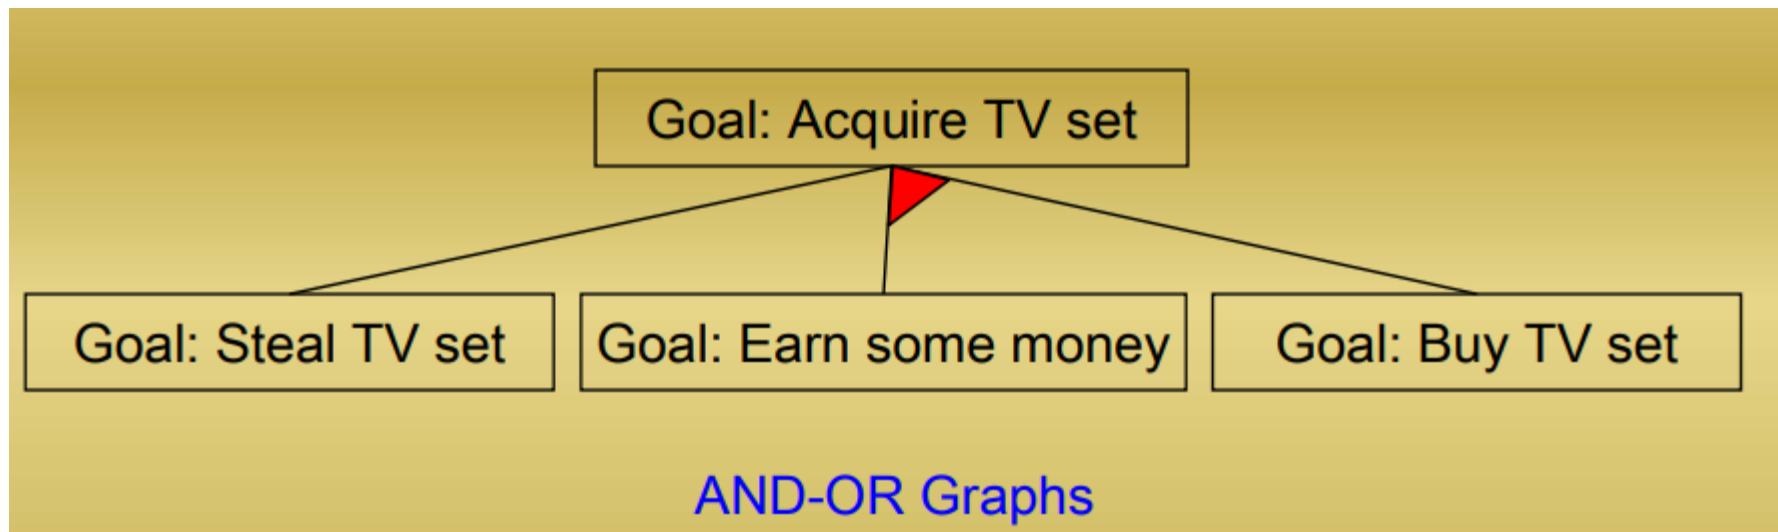 Goal: Acquire TV set
Goal: Steal TV set
Goal: Earn some money
Goal: Buy TV set
AND-OR Graphs